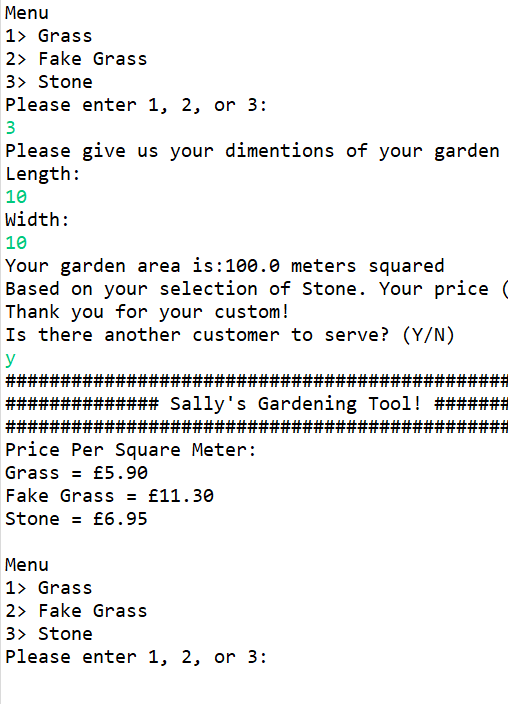 Menu
1> Grass
2> Fake Grass
3> Stone
Please enter 1, 2, or 3:
3
Please give us your dimentions of your garden
Length:
10
Width:
10
Your garden area is:100.0 meters squared
Based on your selection of Stone. Your price (
Thank you for your custom!
Is there another customer to serve? (Y/N)
y
##############################################
############## Sally's Gardening Tool! #######
##############################################
Price Per Square Meter:
Grass = £5.90
Fake Grass = £11.30
Stone = £6.95
Menu
1> Grass
2> Fake Grass
3> Stone
Please enter 1, 2, or 3: